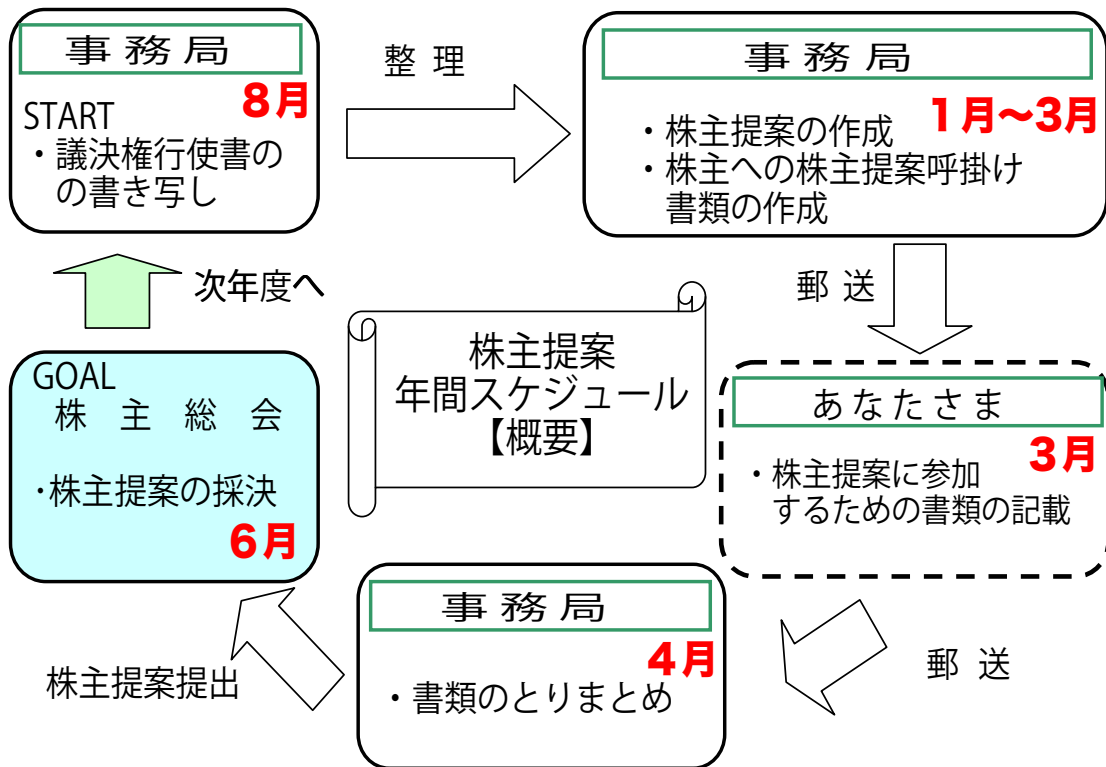 事務局
8月
START
・議決権行使書の
の書き写し
整 理
事務局
1月～3月
・株主提案の作成
・株主への株主提案呼掛け
書類の作成
郵 送
あなたさま
3月
・株主提案に参加
するための書類の記載
郵 送
事務局
4月
・書類のとりまとめ
株主提案提出
GOAL
株 主 総 会
・株主提案の採決
6月
次年度へ
株主提案
年間スケジュール
【概要】